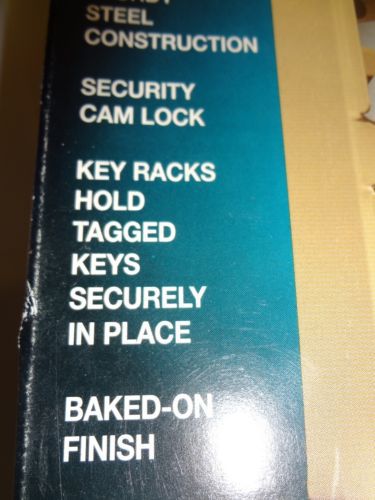 STEEL
CONSTRUCTION
SECURITY
CAM LOCK
KEY RACKS
HOLD
TAGGED
KEYS
SECURELY
IN PLACE
BAKED-ON
FINISH